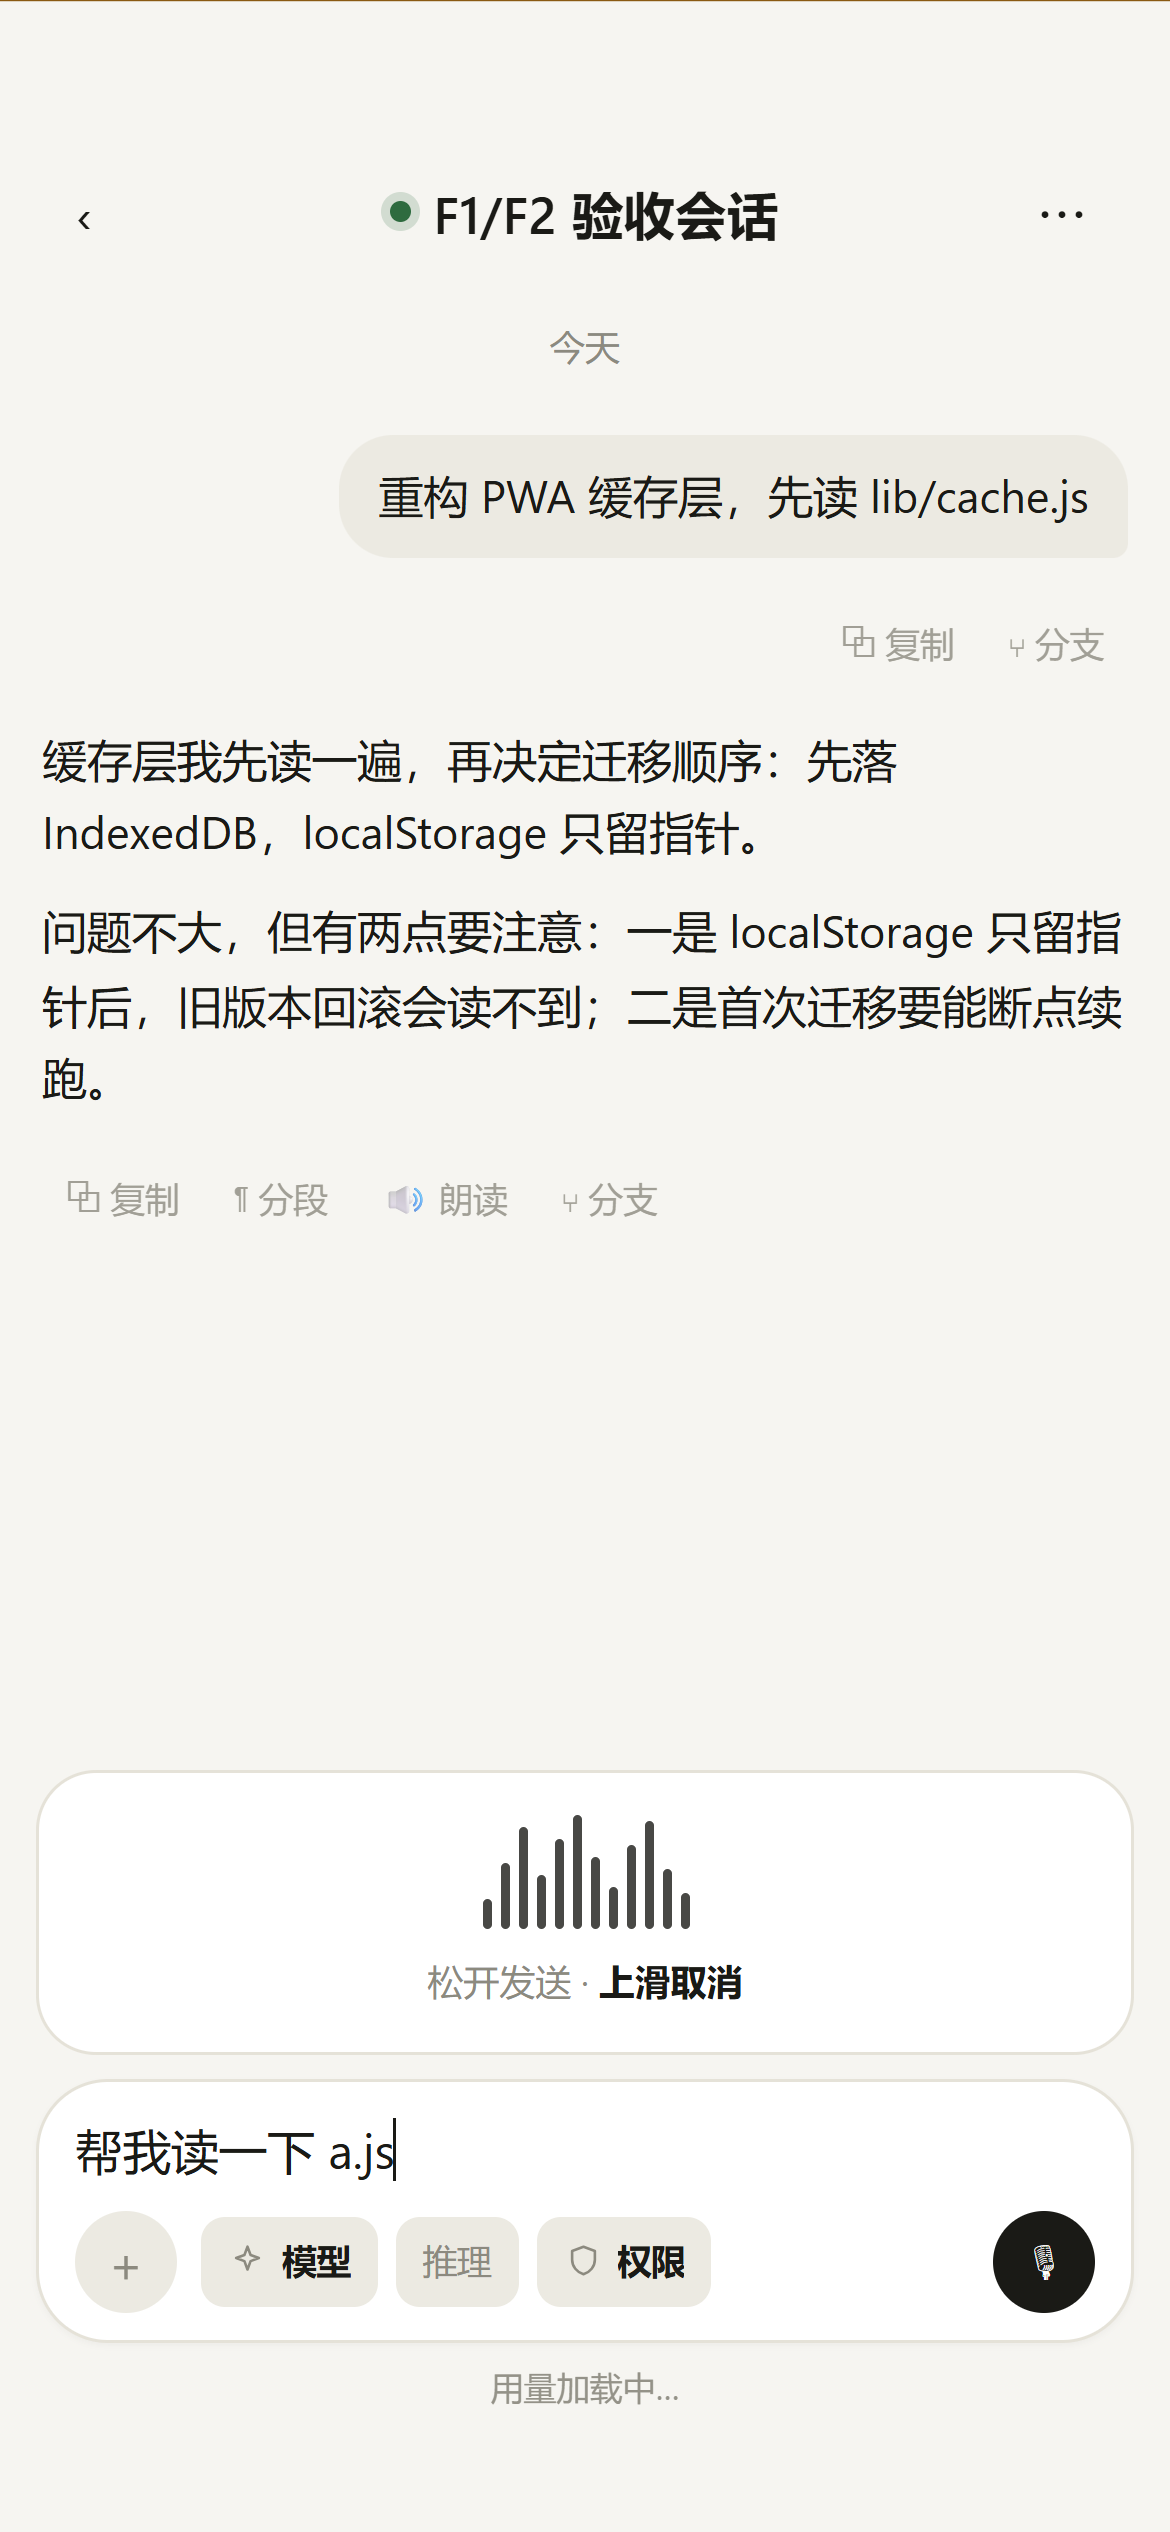 F1/F2 验收会话
今天
重构 PWA 缓存层，先读 lib/cache.js
复制 分支
缓存层我先读一遍，再决定迁移顺序：先落
IndexedDB，localStorage 只留指针。
问题不大，但有两点要注意：一是 localStorage 只留指
针后，旧版本回滚会读不到；二是首次迁移要能断点续
跑。
复制 ¶ 分段 朗读 分支
松开发送 · 上滑取消
帮我读一下 a.js
+ 模型 推理 权限
用量加载中...